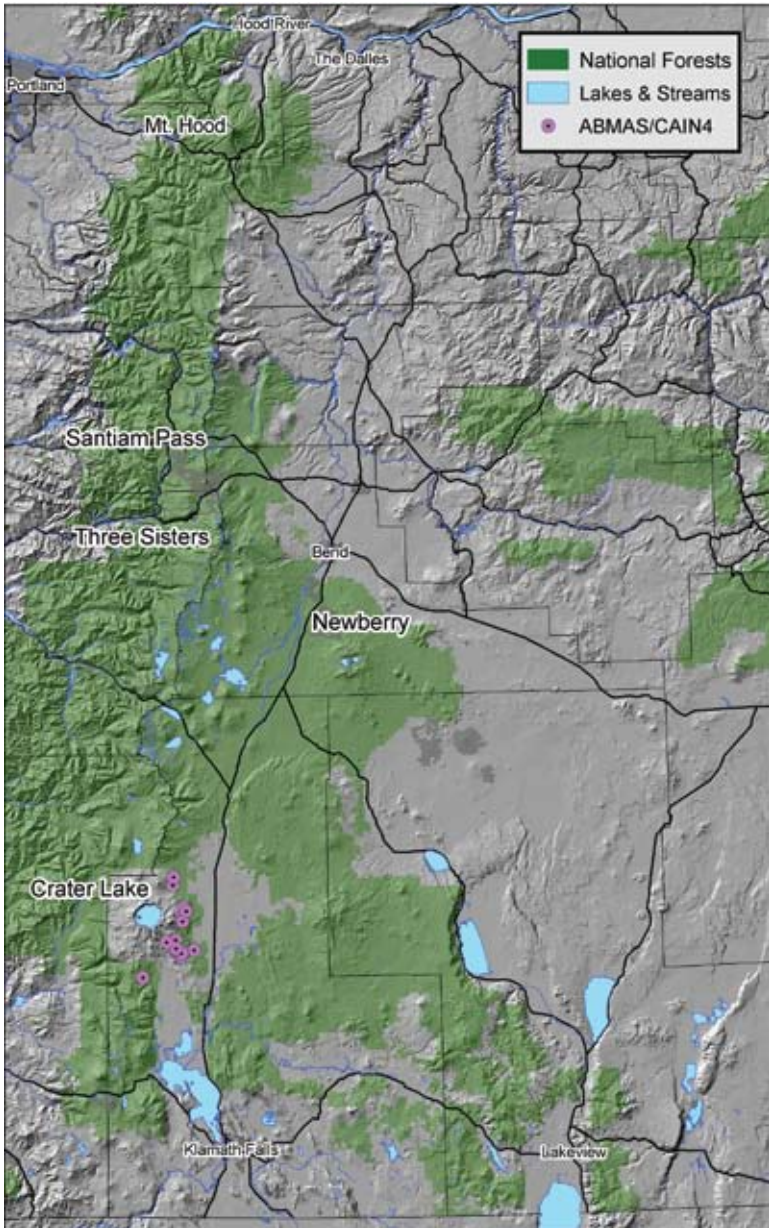 Hood River
The Dalles
Portland
Mt. Hood
National Forests
Lakes & Streams
ABMAS/CAIN4
Santiam Pass
Three Sisters
Bend
Newberry
Crater Lake
Klamath Falls
Lakeview